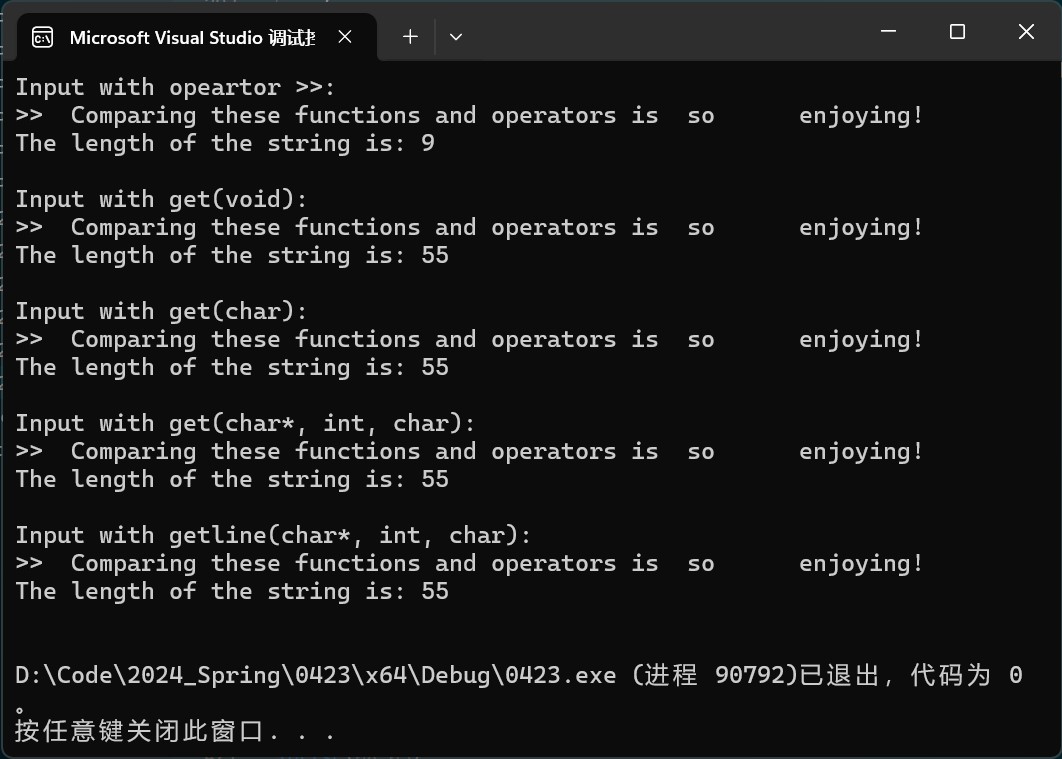 Microsoft Visual Studio 调试
Input with opeartor >>:
>>  Comparing these functions and operators is  so      enjoying!
The length of the string is: 9
Input with get(void):
>>  Comparing these functions and operators is  so      enjoying!
The length of the string is: 55
Input with get(char):
>>  Comparing these functions and operators is  so      enjoying!
The length of the string is: 55
Input with get(char*, int, char):
>>  Comparing these functions and operators is  so      enjoying!
The length of the string is: 55
Input with getline(char*, int, char):
>>  Comparing these functions and operators is  so      enjoying!
The length of the string is: 55
D:\Code\2024_Spring\0423\x64\Debug\0423.exe (进程 90792)已退出，代码为 0
。
按任意键关闭此窗口. . .